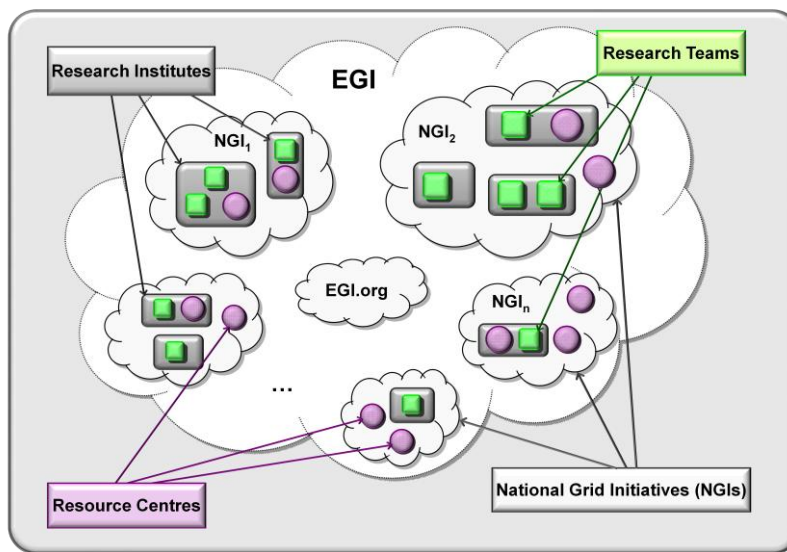 Research Institutes
EGI
Research Teams
NGI₁
NGI₂
EGI.org
NGIₙ
...
Resource Centres
National Grid Initiatives (NGIs)